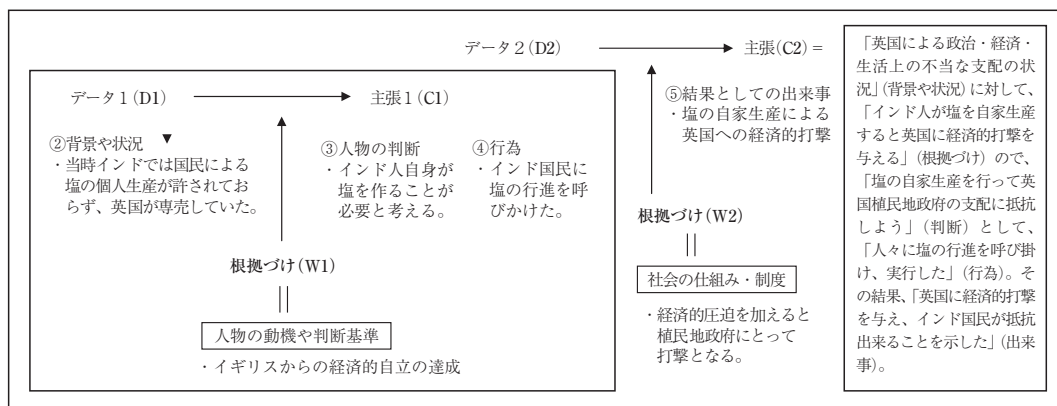 データ2(D2)
主張(C2)=
データ1(D1)
主張1(C1)
②背景や状況 ▼
・当時インドでは国民による
塩の個人生産が許されてお
らず、英国が専売していた。
③人物の判断
・インド人自身が
塩を作ることが
必要と考える。
④行為
・インド国民に
塩の行進を呼
びかけた。
根拠づけ(W1)
人物の動機や判断基準
・イギリスからの経済的自立の達成
⑤結果としての出来事
・塩の自家生産による
英国への経済的打撃
根拠づけ(W2)
社会の仕組み・制度
・経済的圧迫を加えると
植民地政府にとって
打撃となる。
「英国による政治・経済・
生活上の不当な支配の状
況」(背景や状況)に対して、
「インド人が塩を自家生産
すると英国に経済的打撃を
与える」(根拠づけ)ので、
「塩の自家生産を行って英
国植民地政府の支配に抵抗
しよう」(判断)として、
「人々に塩の行進を呼び掛
け、実行した」(行為)。そ
の結果、「英国に経済的打撃
を与え、インド国民が抵抗
出来ることを示した」(出来
事)。